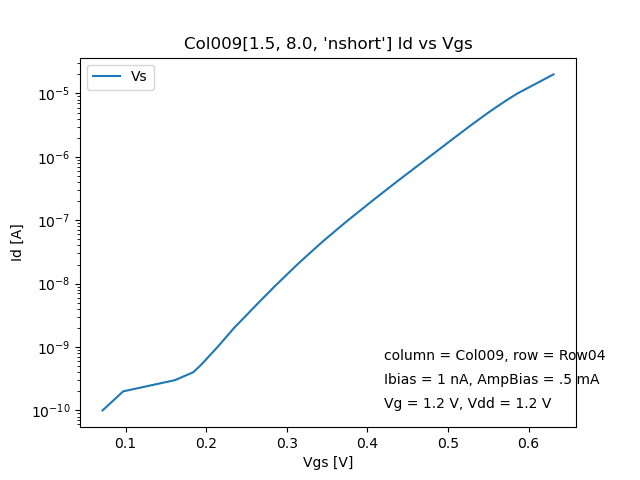 Col009[1.5, 8.0, 'nshort'] Id vs Vgs
Vs
10⁻⁵
10⁻⁶
10⁻⁷
10⁻⁸
10⁻⁹
10⁻¹⁰
Id [A]
column = Col009, row = Row04
Ibias = 1 nA, AmpBias = .5 mA
Vg = 1.2 V, Vdd = 1.2 V
0.1 0.2 0.3 0.4 0.5 0.6
Vgs [V]